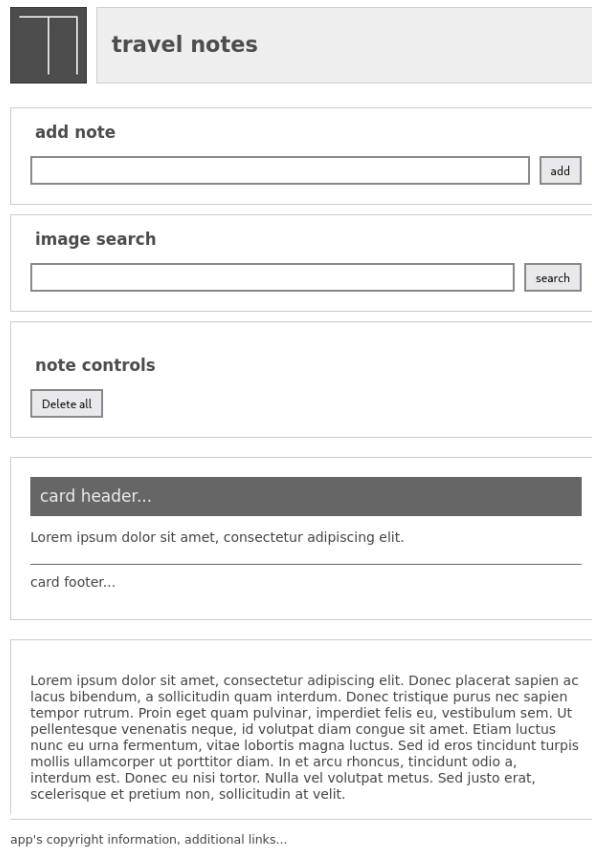 travel notes
add note
add
image search
search
note controls
Delete all
card header...
Lorem ipsum dolor sit amet, consectetur adipiscing elit.
card footer...
Lorem ipsum dolor sit amet, consectetur adipiscing elit. Donec placerat sapien ac
lacus bibendum, a sollicitudin quam interdum. Donec tristique purus nec sapien
tempor rutrum. Proin eget quam pulvinar, imperdiet felis eu, vestibulum sem. Ut
pellentesque venenatis neque, id volutpat diam congue sit amet. Etiam luctus
nunc eu urna fermentum, vitae lobortis magna luctus. Sed id eros tincidunt turpis
mollis ullamcorper ut porttitor diam. In et arcu rhoncus, tincidunt odio a,
interdum est. Donec eu nisi tortor. Nulla vel volutpat metus. Sed justo erat,
scelerisque et pretium non, sollicitudin at velit.
app's copyright information, additional links...